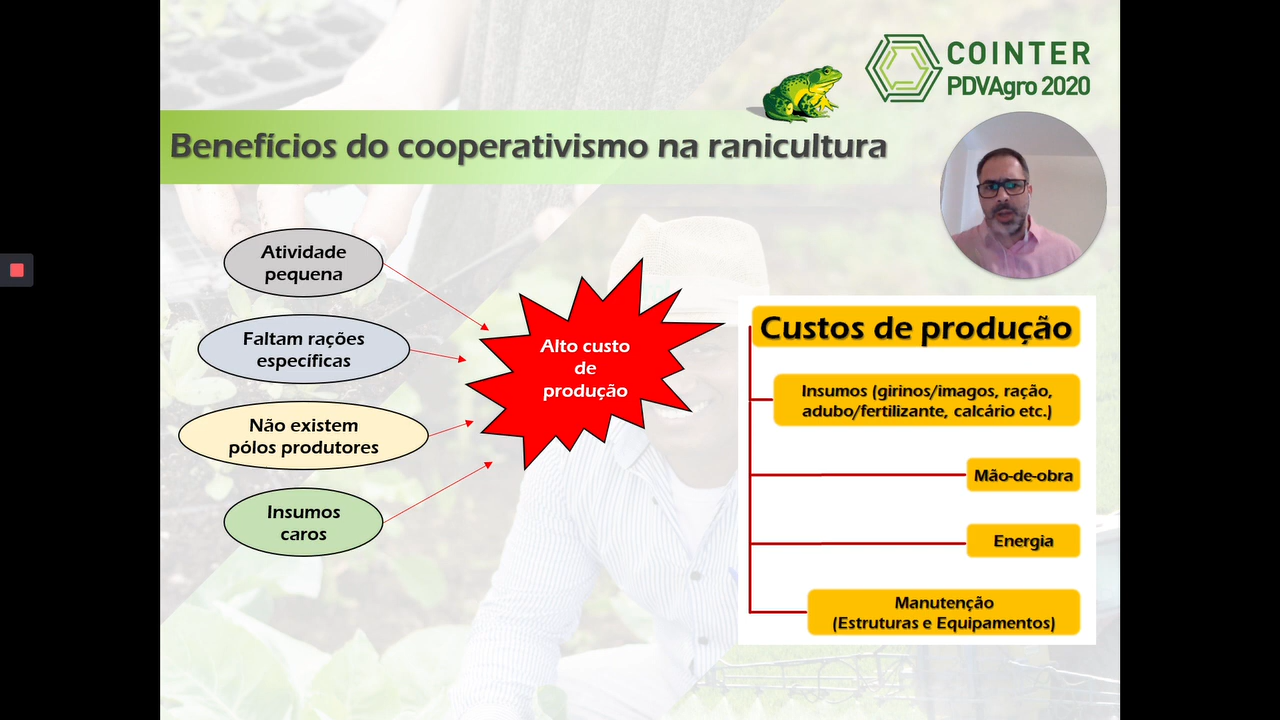 COINTER
PDVAgro 2020
Benefícios do cooperativismo na ranicultura
Atividade
pequena
Faltam rações
específicas
Não existem
pólos produtores
Insumos
caros
Alto custo
de
produção
Custos de produção
Insumos (girinos/imagos, ração,
adubo/fertilizante, calcário etc.)
Mão-de-obra
Energia
Manutenção
(Estruturas e Equipamentos)